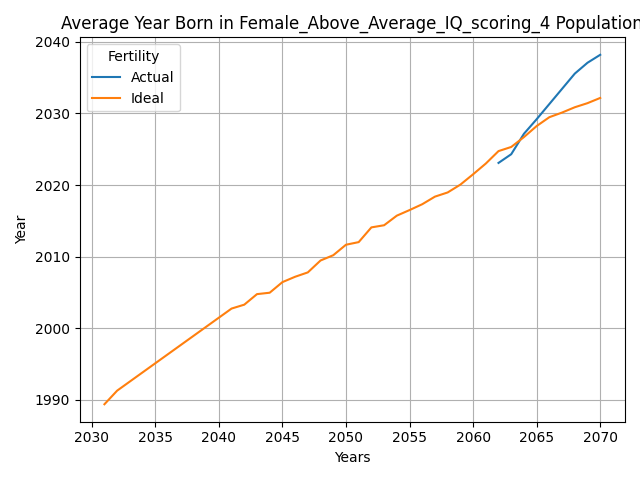 Average Year Born in Female_Above_Average_IQ_scoring_4 Population
Fertility
Actual
Ideal
Year
2040
2030
2020
2010
2000
1990
2030 2035 2040 2045 2050 2055 2060 2065 2070
Years